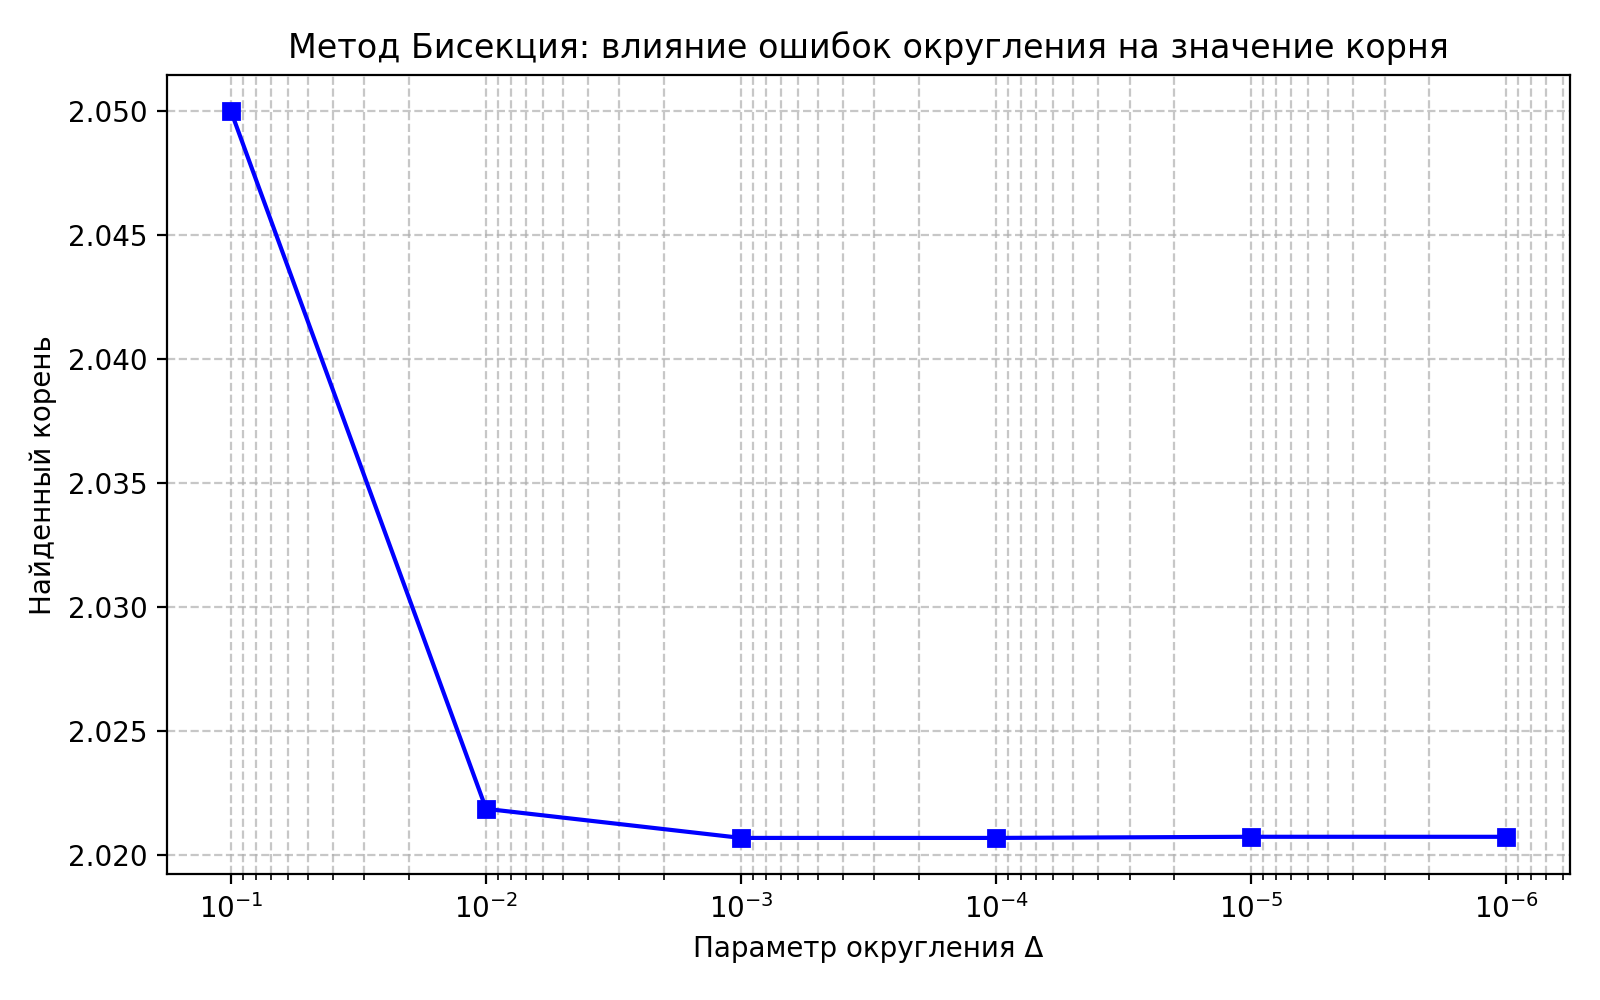 Метод Бисекция: влияние ошибок округления на значение корня
Найденный корень
2.050
2.045
2.040
2.035
2.030
2.025
2.020
10⁻¹ 10⁻² 10⁻³ 10⁻⁴ 10⁻⁵ 10⁻⁶
Параметр округления Δ